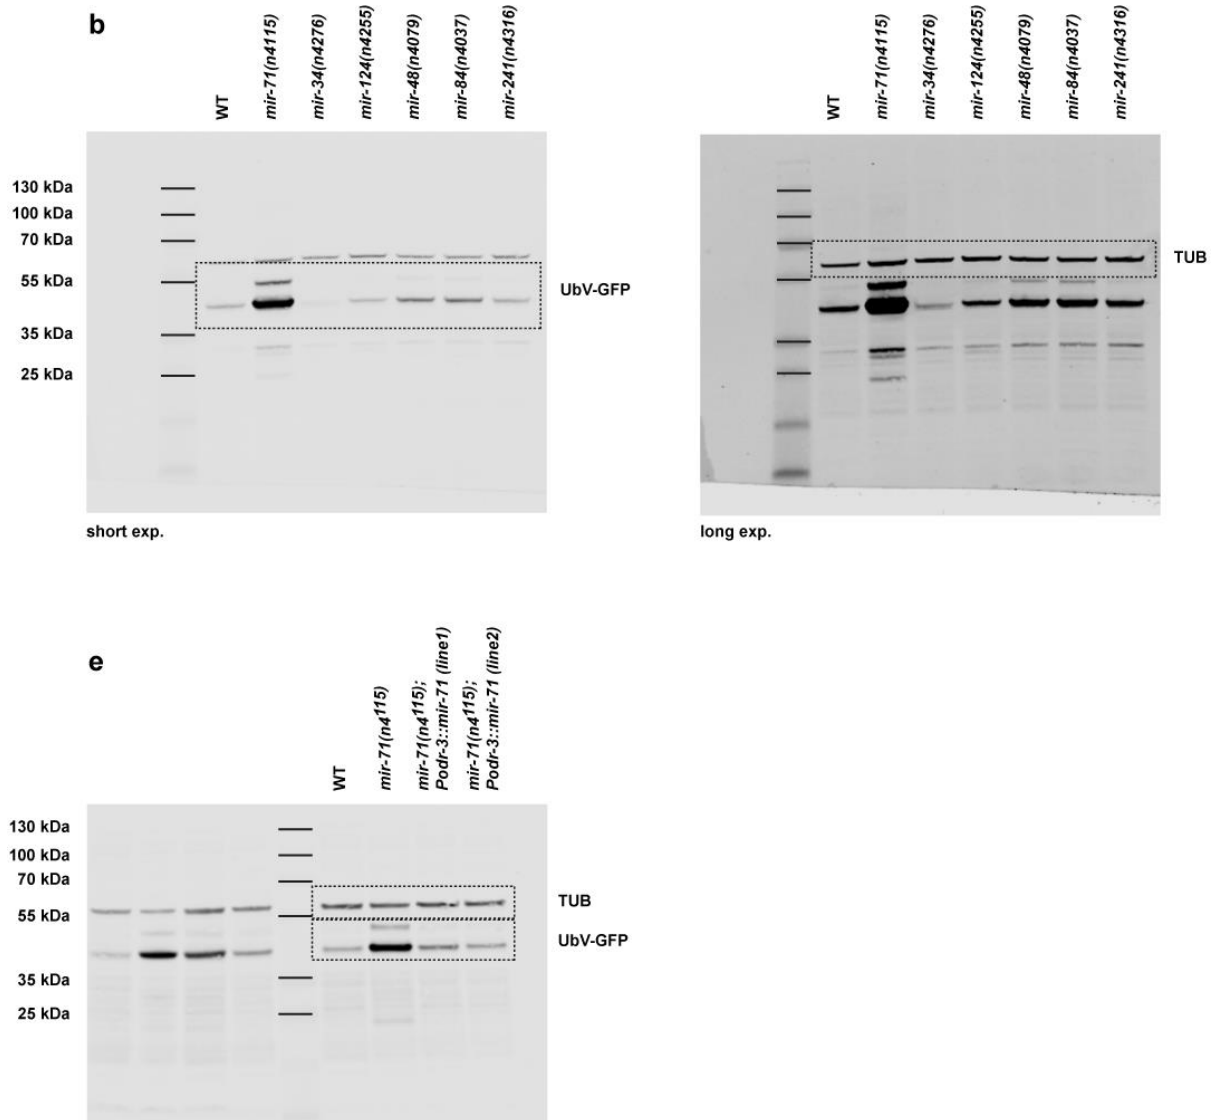 b
WT
mir-71(n4115)
mir-34(n4276)
mir-124(n4255)
mir-48(n4079)
mir-84(n4037)
mir-241(n4316)
130 kDa
100 kDa
70 kDa
55 kDa
35 kDa
25 kDa
UbV-GFP
short exp.
WT
mir-71(n4115)
mir-34(n4276)
mir-124(n4255)
mir-48(n4079)
mir-84(n4037)
mir-241(n4316)
TUB
long exp.
e
WT
mir-71(n4115)
mir-71(n4115);
Podr-3::mir-71 (line1)
mir-71(n4115);
Podr-3::mir-71 (line2)
130 kDa
100 kDa
70 kDa
55 kDa
35 kDa
25 kDa
TUB
UbV-GFP